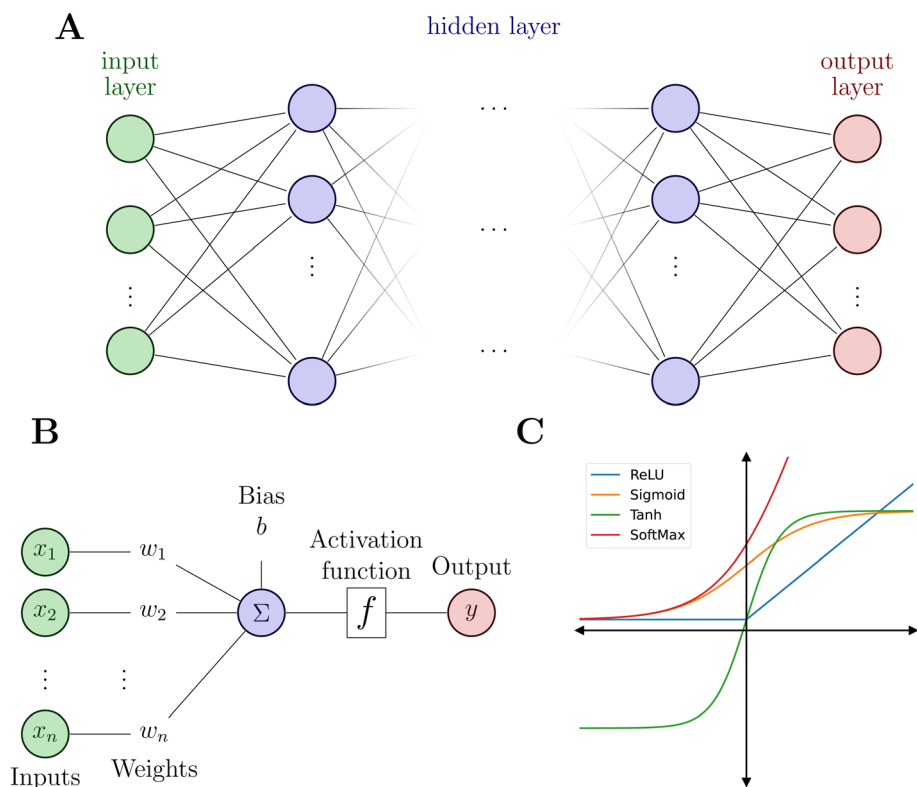 A
hidden layer
input
layer
output
layer
· · ·
⋮
⋮
· · ·
⋮
⋮
· · ·
B
Bias
b
Activation
function
Output
x₁
w₁
x₂
w₂
Σ
f
y
⋮
⋮
xₙ
wₙ
Inputs
Weights
C
ReLU
Sigmoid
Tanh
SoftMax